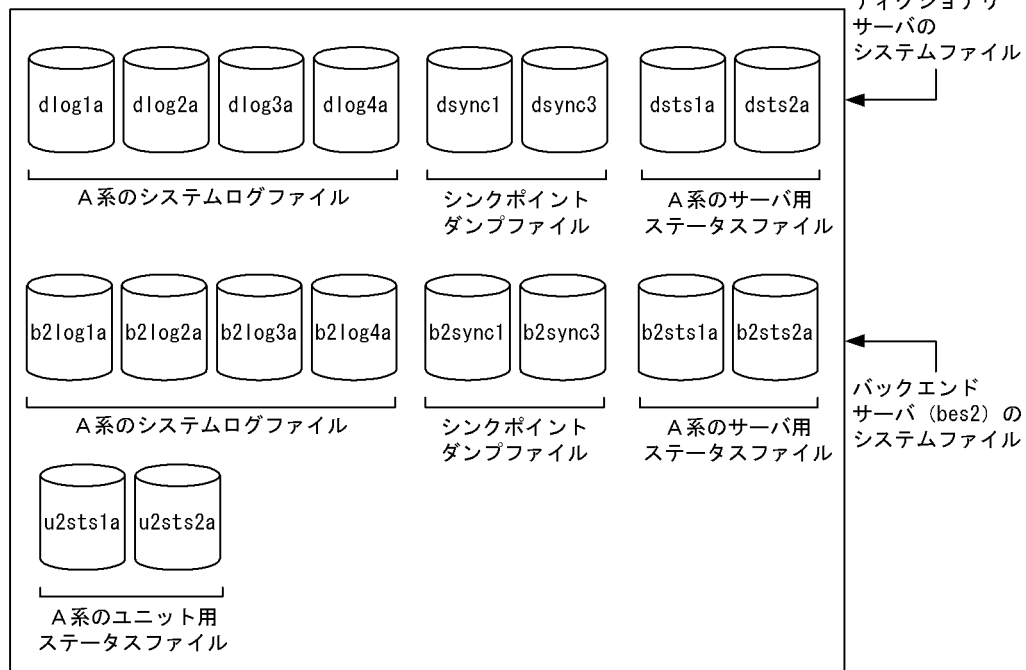 ディクショナリ
サーバの
システムファイル
dlog1a dlog2a dlog3a dlog4a dsync1 dsync3 dsts1a dsts2a
A系のシステムログファイル
シンクポイント
ダンプファイル
A系のサーバ用
ステータスファイル
b2log1a b2log2a b2log3a b2log4a b2sync1 b2sync3 b2sts1a b2sts2a
A系のシステムログファイル
シンクポイント
ダンプファイル
A系のサーバ用
ステータスファイル
バックエンド
サーバ（bes2）の
システムファイル
u2sts1a u2sts2a
A系のユニット用
ステータスファイル